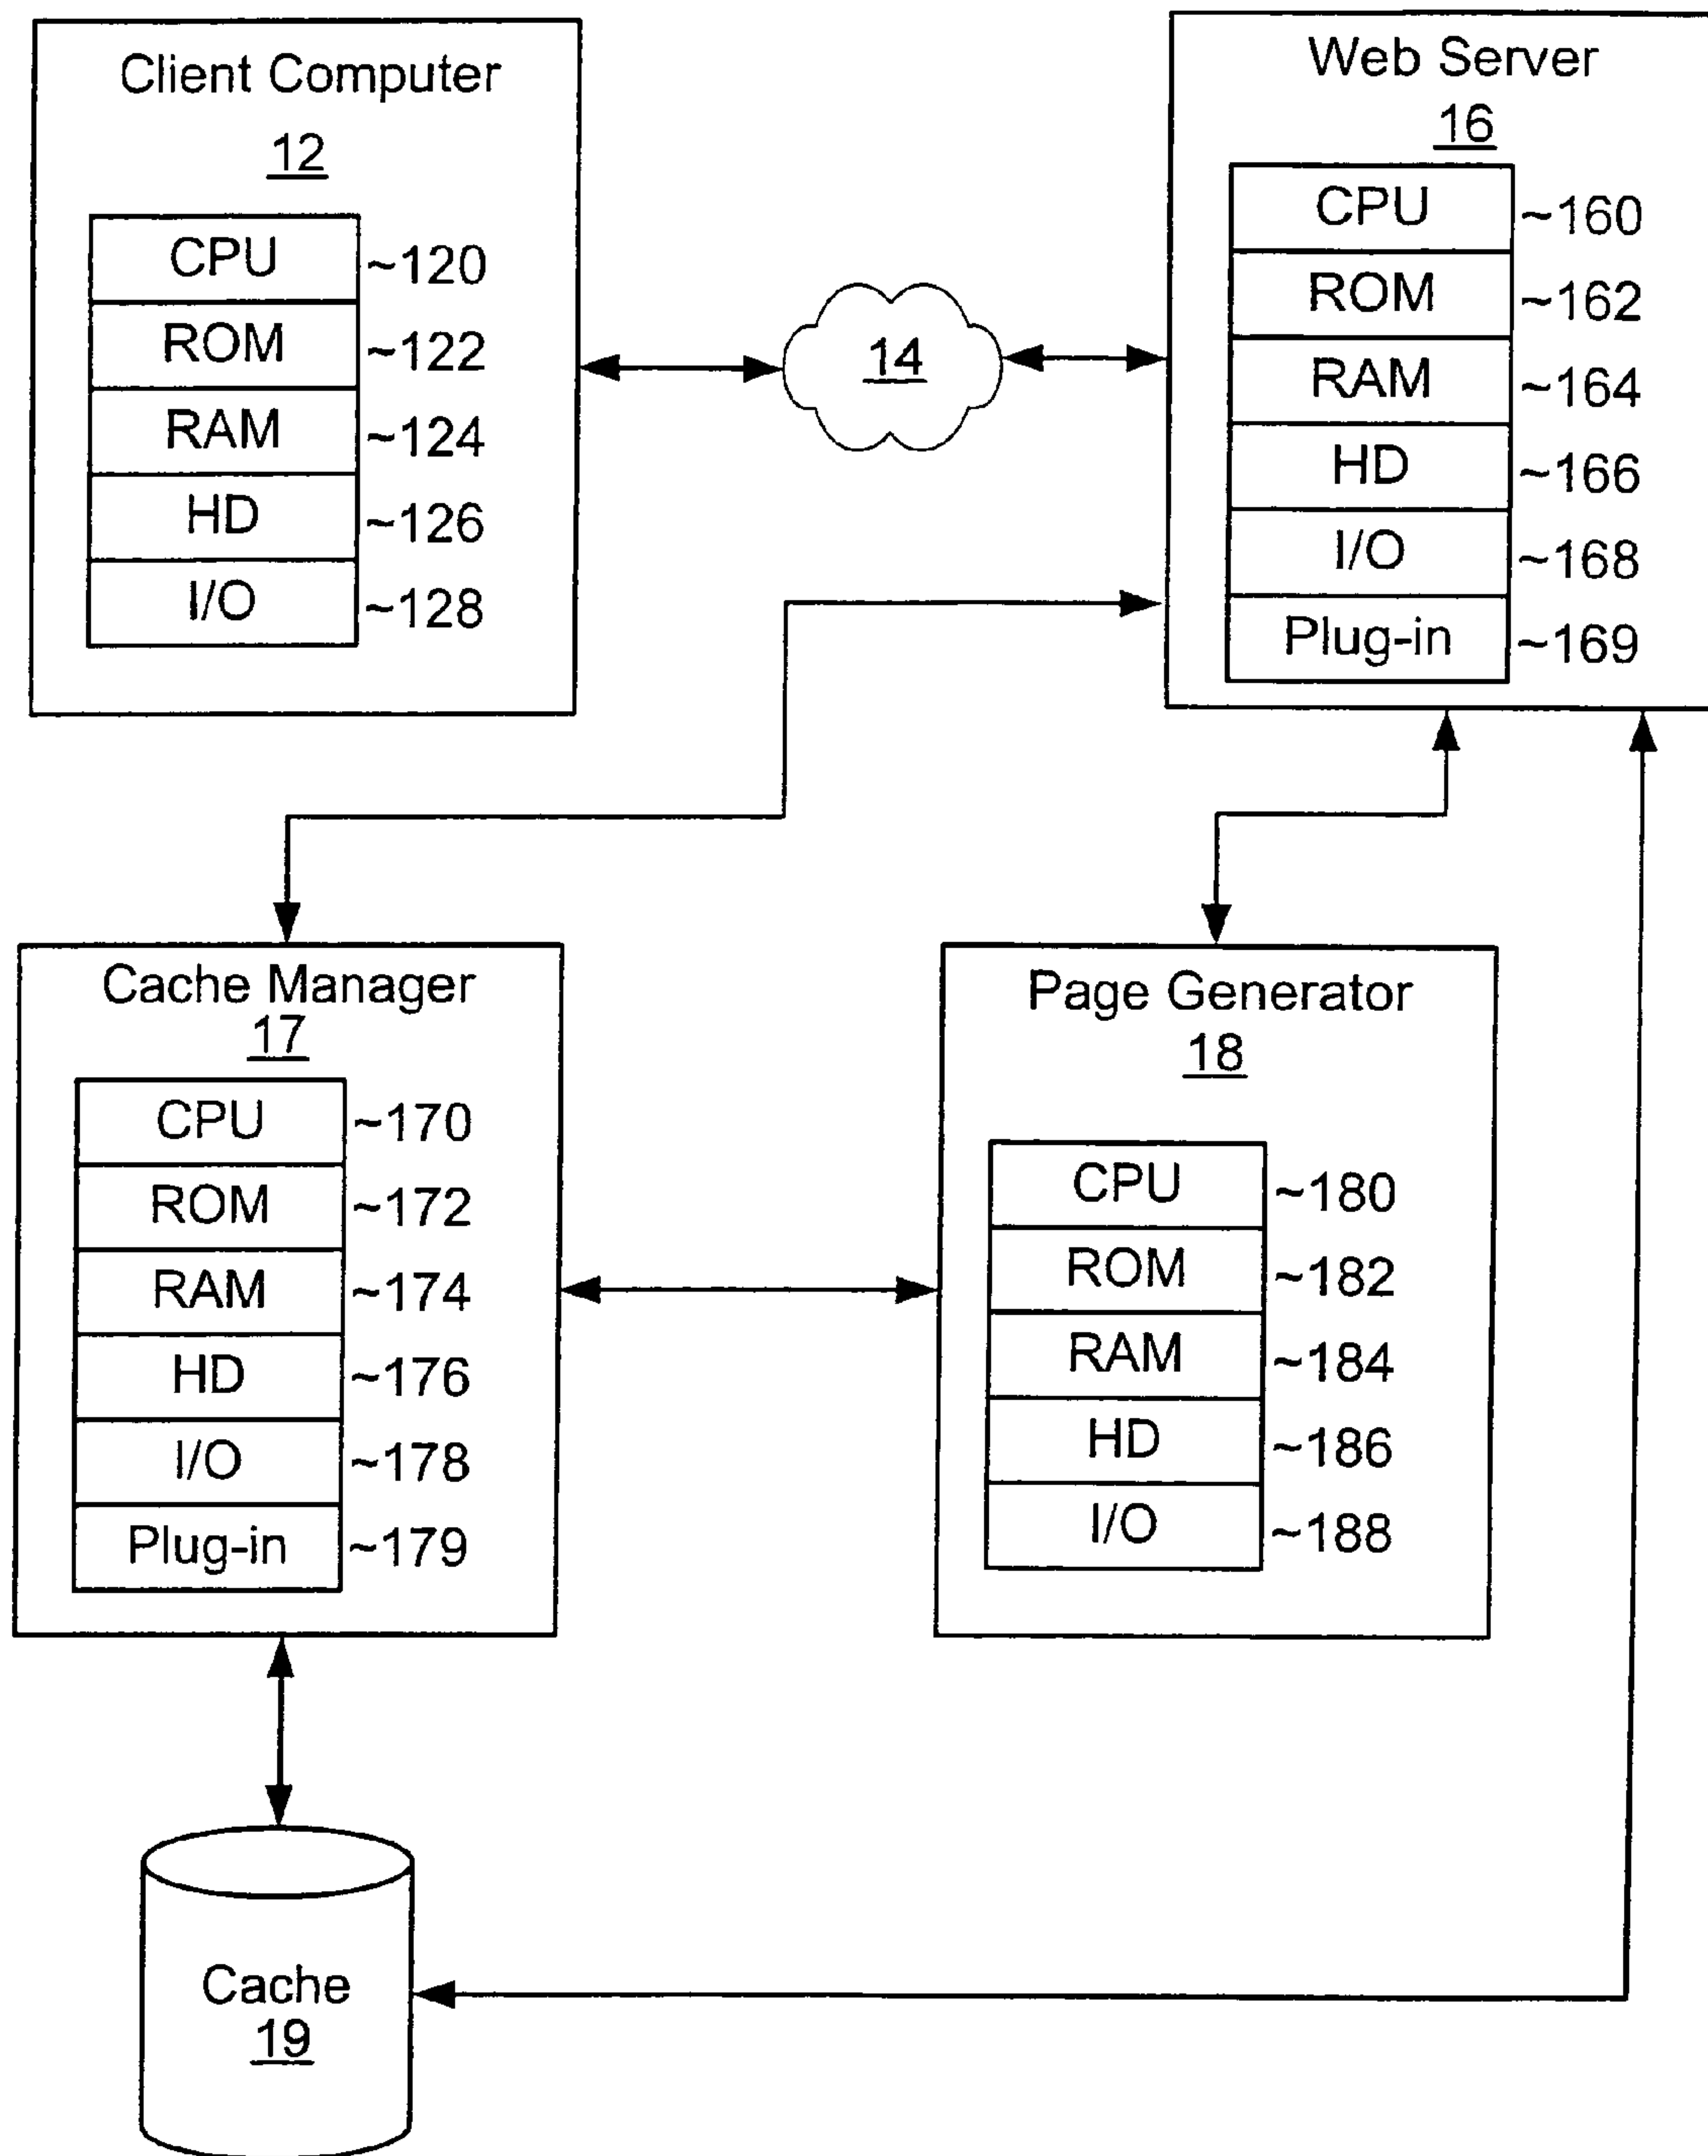 Client Computer
12
CPU ~120
ROM ~122
RAM ~124
HD ~126
I/O ~128
14
Web Server
16
CPU ~160
ROM ~162
RAM ~164
HD ~166
I/O ~168
Plug-in ~169
Cache Manager
17
CPU ~170
ROM ~172
RAM ~174
HD ~176
I/O ~178
Plug-in ~179
Page Generator
18
CPU ~180
ROM ~182
RAM ~184
HD ~186
I/O ~188
Cache
19